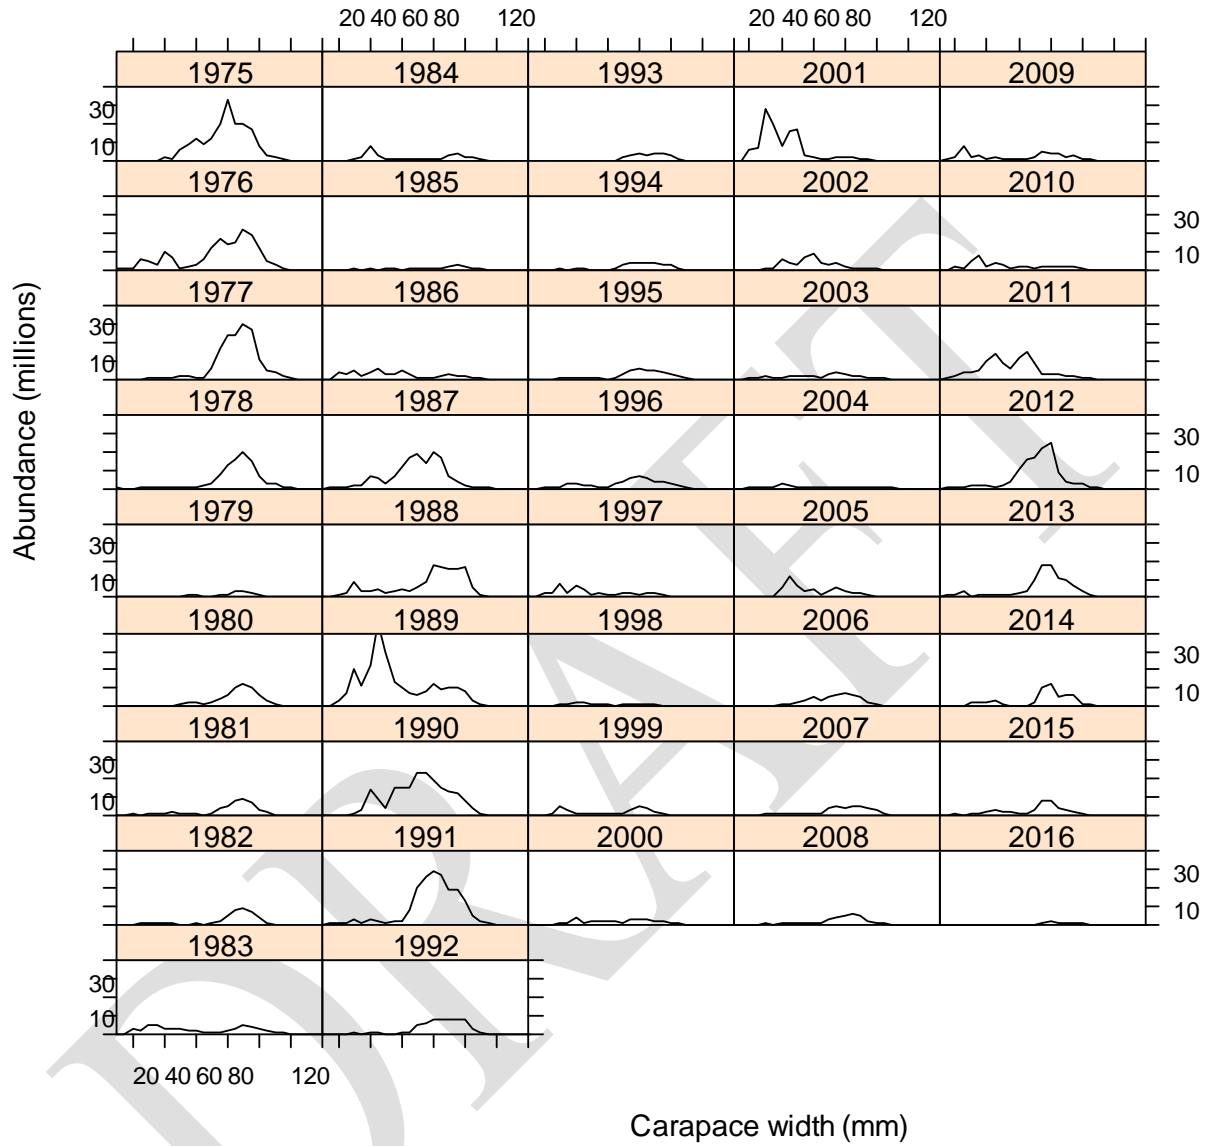 20 40 60 80 120 20 40 60 80 120
1975 1984 1993 2001 2009
30
10
1976 1985 1994 2002 2010
30
10
1977 1986 1995 2003 2011
30
10
1978 1987 1996 2004 2012
30
10
1979 1988 1997 2005 2013
30
10
1980 1989 1998 2006 2014
30
10
1981 1990 1999 2007 2015
30
10
1982 1991 2000 2008 2016
30
10
1983 1992
30
10
20 40 60 80 120
Abundance (millions)
Carapace width (mm)
DRAFT